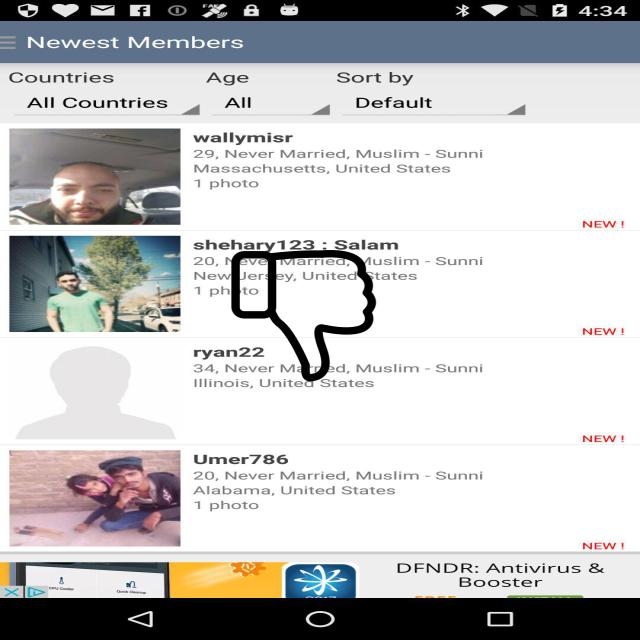 4:34
Newest Members
Countries Age Sort by
All Countries All Default
wallymisr
29, Never Married, Muslim - Sunni
Massachusetts, United States
1 photo
NEW !
shehary123 : Salam
20, Never Married, Muslim - Sunni
New Jersey, United States
1 photo
NEW !
ryan22
34, Never Married, Muslim - Sunni
Illinois, United States
NEW !
Umer786
20, Never Married, Muslim - Sunni
Alabama, United States
1 photo
NEW !
DFNDR: Antivirus &
Booster